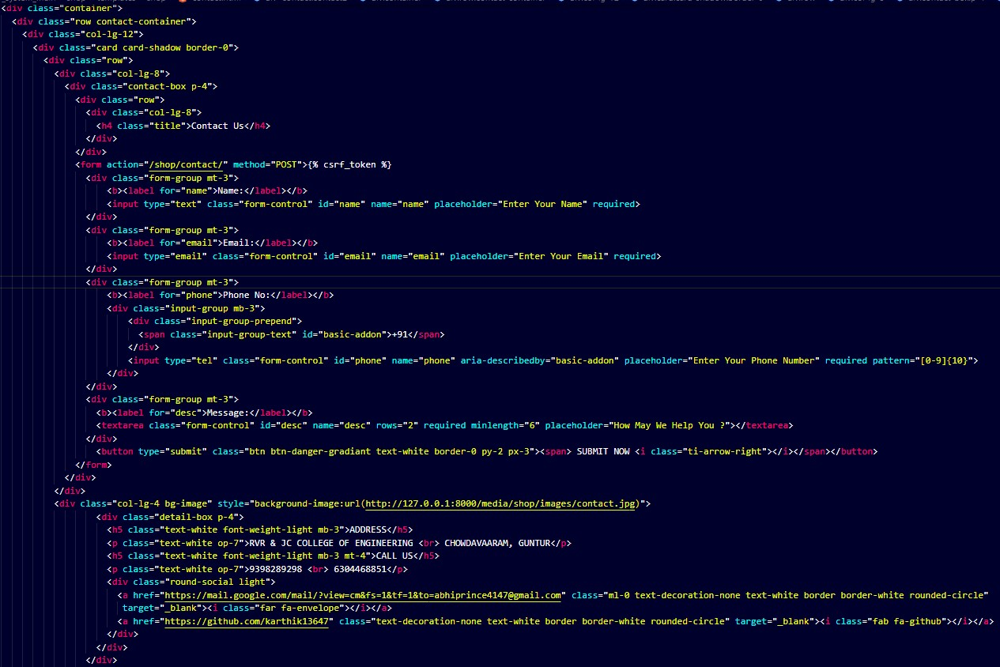 <div class="container">
<div class="row contact-container">
<div class="col-lg-12">
<div class="card card-shadow border-0">
<div class="row">
<div class="col-lg-8">
<div class="contact-box p-4">
<div class="row">
<div class="col-lg-8">
<h4 class="title">Contact Us</h4>
</div>
</div>
<form action="/shop/contact/" method="POST">{% csrf_token %}
<div class="form-group mt-3">
<b><label for="name">Name:</label></b>
<input type="text" class="form-control" id="name" name="name" placeholder="Enter Your Name" required>
</div>
<div class="form-group mt-3">
<b><label for="email">Email:</label></b>
<input type="email" class="form-control" id="email" name="email" placeholder="Enter Your Email" required>
</div>
<div class="form-group mt-3">
<b><label for="phone">Phone No:</label></b>
<div class="input-group mb-3">
<div class="input-group-prepend">
<span class="input-group-text" id="basic-addon">+91</span>
</div>
<input type="tel" class="form-control" id="phone" name="phone" aria-describedby="basic-addon" placeholder="Enter Your Phone Number" required pattern="[0-9]{10}">
</div>
</div>
<div class="form-group mt-3">
<b><label for="desc">Message:</label></b>
<textarea class="form-control" id="desc" name="desc" rows="2" required minlength="6" placeholder="How May We Help You ?"></textarea>
</div>
<button type="submit" class="btn btn-danger-gradiant text-white border-0 py-2 px-3"><span> SUBMIT NOW <i class="ti-arrow-right"></i></span></button>
</form>
</div>
</div>
<div class="col-lg-4 bg-image" style="background-image:url(http://127.0.0.1:8000/media/shop/images/contact.jpg)">
<div class="detail-box p-4">
<h5 class="text-white font-weight-light mb-3">ADDRESS</h5>
<p class="text-white op-7">RVR & JC COLLEGE OF ENGINEERING <br> CHOWDAVAARAM, GUNTUR</p>
<h5 class="text-white font-weight-light mb-3 mt-4">CALL US</h5>
<p class="text-white op-7">9398289298 <br> 6304468851</p>
<div class="round-social light">
<a href="https://mail.google.com/mail/?view=cm&fs=1&tf=1&to=abhiprince4147@gmail.com" class="ml-0 text-decoration-none text-white border border-white rounded-circle"
target="_blank"><i class="far fa-envelope"></i></a>
<a href="https://github.com/karthik13647" class="text-decoration-none text-white border border-white rounded-circle" target="_blank"><i class="fab fa-github"></i></a>
</div>
</div>
</div>